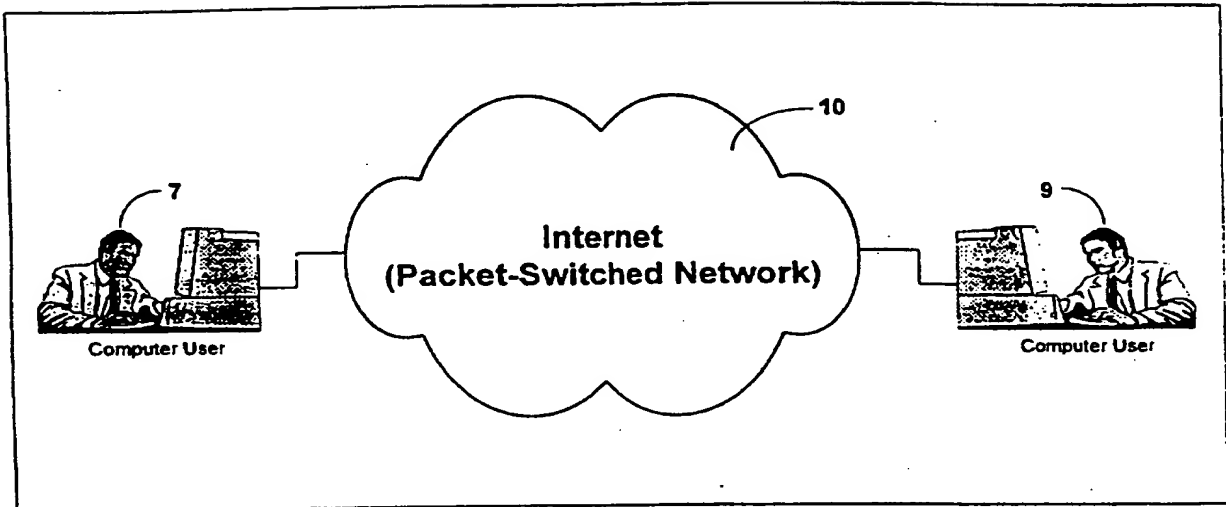 10
7
9
Internet
(Packet-Switched Network)
Computer User
Computer User